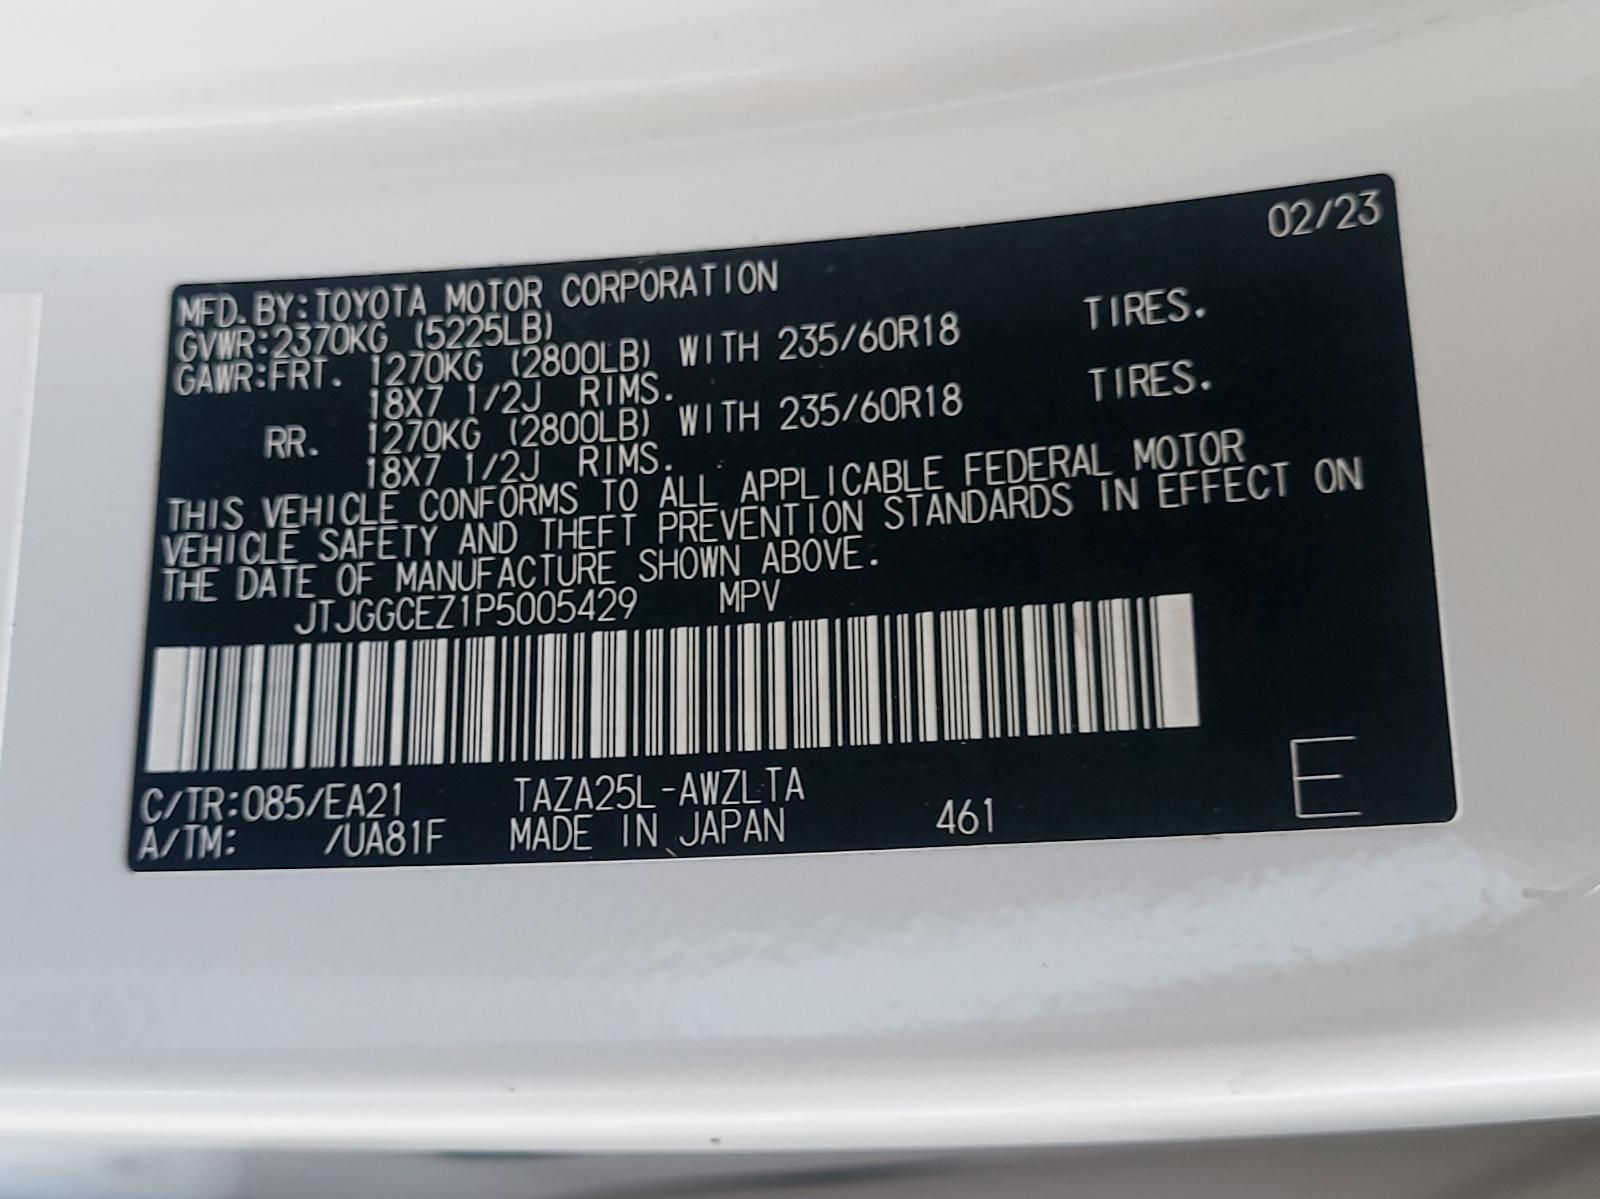 02/23
MFD. BY:TOYOTA MOTOR CORPORATION
GVWR:2370KG (5225LB)
GAWR:FRT. 1270KG (2800LB) WITH 235/60R18 TIRES.
18X7 1/2J RIMS.
RR. 1270KG (2800LB) WITH 235/60R18 TIRES.
18X7 1/2J RIMS.
THIS VEHICLE CONFORMS TO ALL APPLICABLE FEDERAL MOTOR
VEHICLE SAFETY AND THEFT PREVENTION STANDARDS IN EFFECT ON
THE DATE OF MANUFACTURE SHOWN ABOVE.
JTJGGCEZ1P5005429 MPV
C/TR:085/EA21 TAZA25L-AWZLTA
A/TM: /UA81F MADE IN JAPAN 461
E